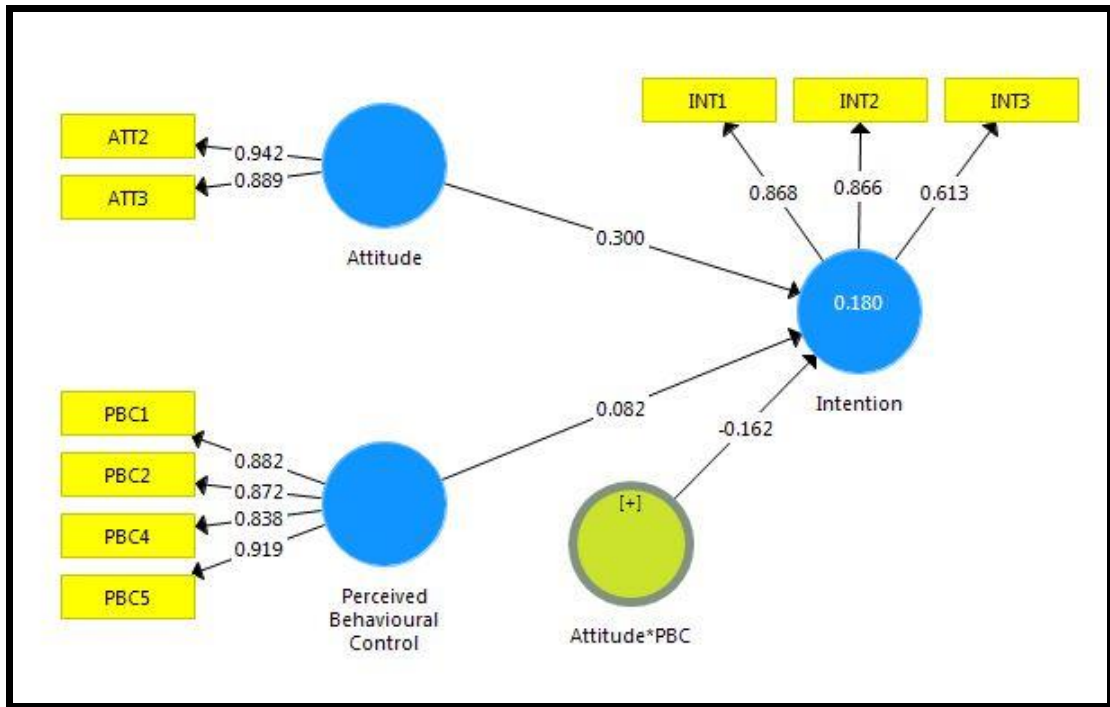 ATT2
ATT3
0.942
0.889
Attitude
0.300
INT1
INT2
INT3
0.868
0.866
0.613
0.180
Intention
PBC1
PBC2
PBC4
PBC5
0.882
0.872
0.838
0.919
Perceived
Behavioural
Control
0.082
-0.162
[+]
Attitude*PBC